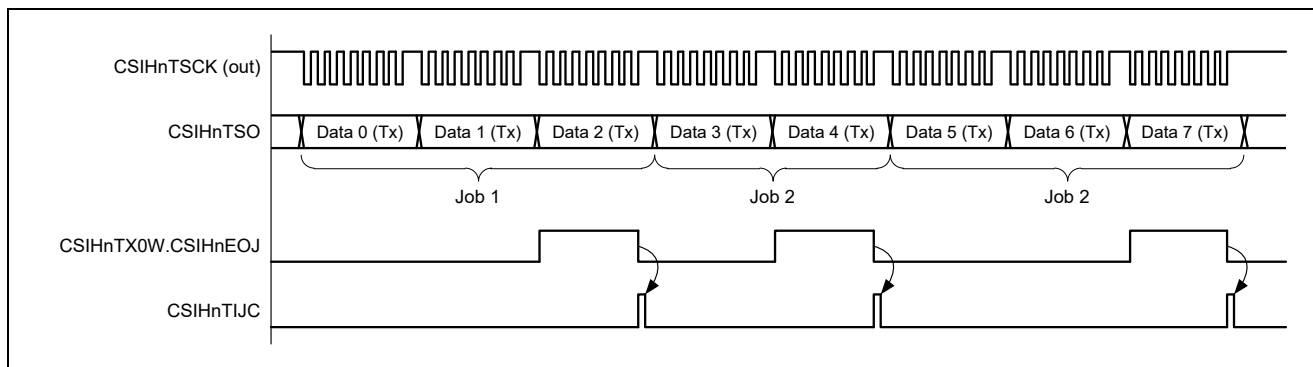 CSIHnTSCK (out)
CSIHnTSO
Data 0 (Tx) Data 1 (Tx) Data 2 (Tx) Data 3 (Tx) Data 4 (Tx) Data 5 (Tx) Data 6 (Tx) Data 7 (Tx)
Job 1 Job 2 Job 2
CSIHnTX0W.CSIHnEOJ
CSIHnTIJC